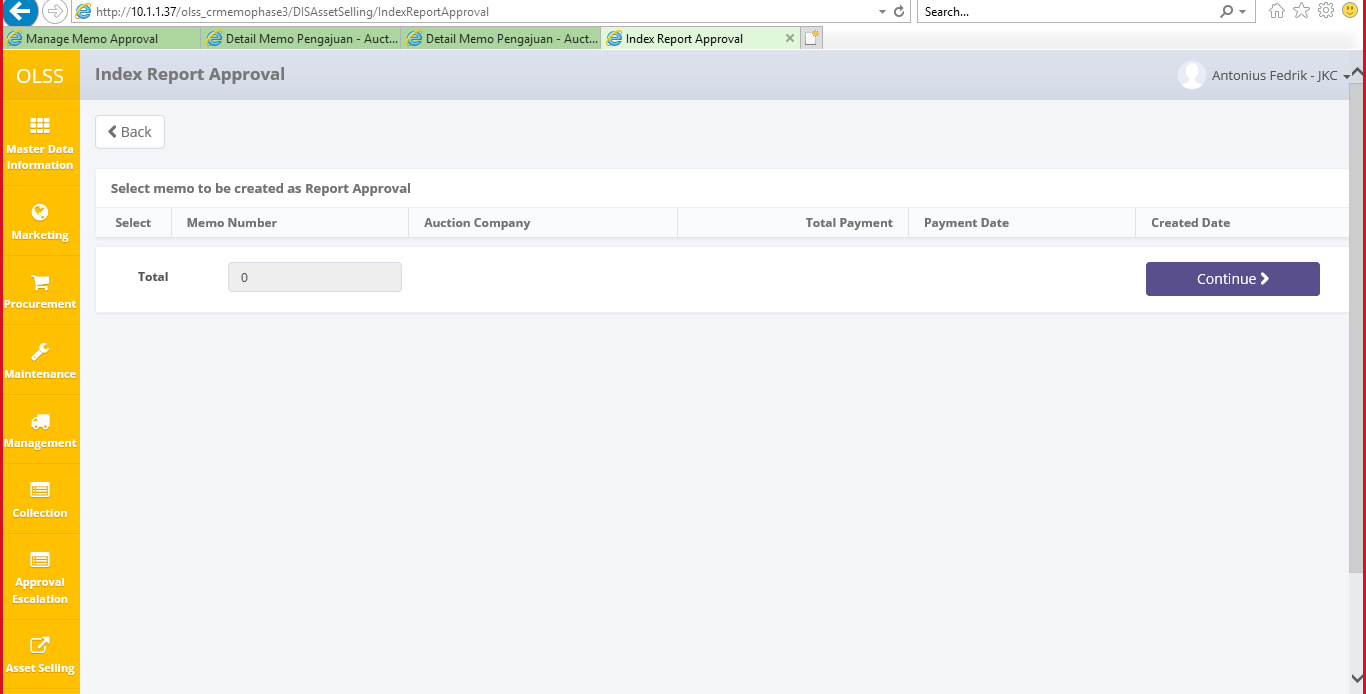 http://10.1.1.37/olss_crmemophase3/DISAssetSelling/IndexReportApproval
Search...
Manage Memo Approval
Detail Memo Pengajuan - Auct...
Detail Memo Pengajuan - Auct...
Index Report Approval
OLSS
Index Report Approval
Antonius Fedrik - JKC
Back
Master Data
Information
Marketing
Procurement
Maintenance
Management
Collection
Approval
Escalation
Asset Selling
Select memo to be created as Report Approval
Select Memo Number Auction Company Total Payment Payment Date Created Date
Total 0 Continue